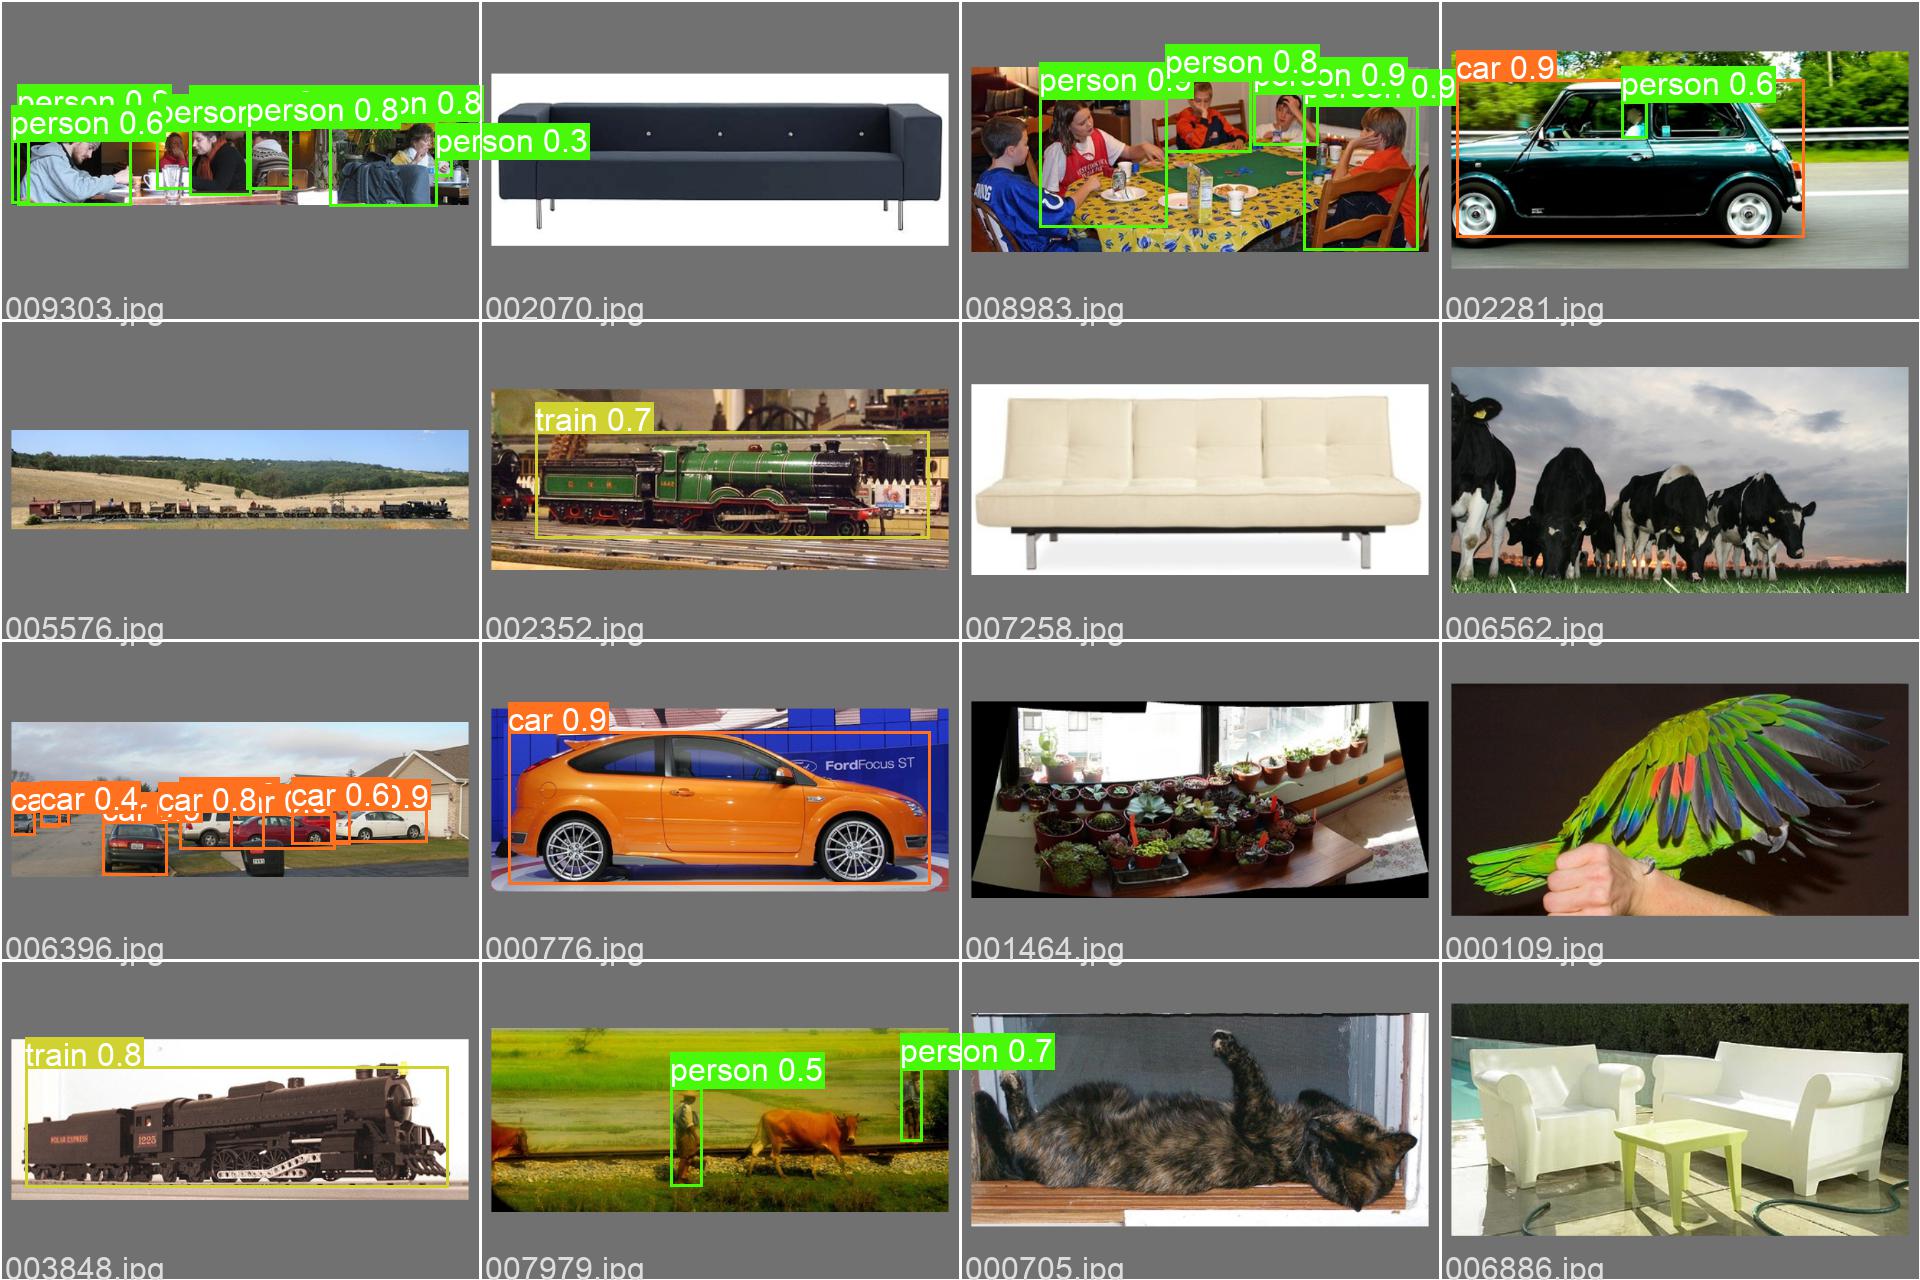 person 0.6
person
person 0.8
on 0.8
person 0.3
person 0.9
person 0.8
on 0.9
0.9
car 0.9
person 0.6
009303.jpg
002070.jpg
008983.jpg
002281.jpg
train 0.7
005576.jpg
002352.jpg
007258.jpg
006562.jpg
car 0.4
car 0.8
car 0.6
0.9
car 0.9
FordFocus ST
006396.jpg
000776.jpg
001464.jpg
000109.jpg
train 0.8
POLAR EXPRESS
1225
person 0.5
person 0.7
003848.jpg
007979.jpg
000705.jpg
006886.jpg